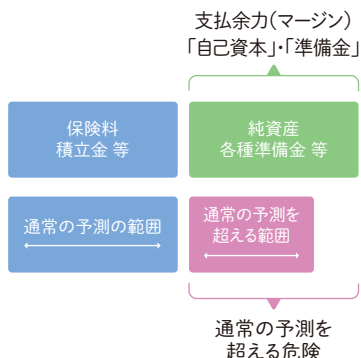 支払余力(マージン)
「自己資本」・「準備金」
保険料
積立金 等
純資産
各種準備金 等
通常の予測の範囲
通常の予測を
超える範囲
通常の予測を
超える危険